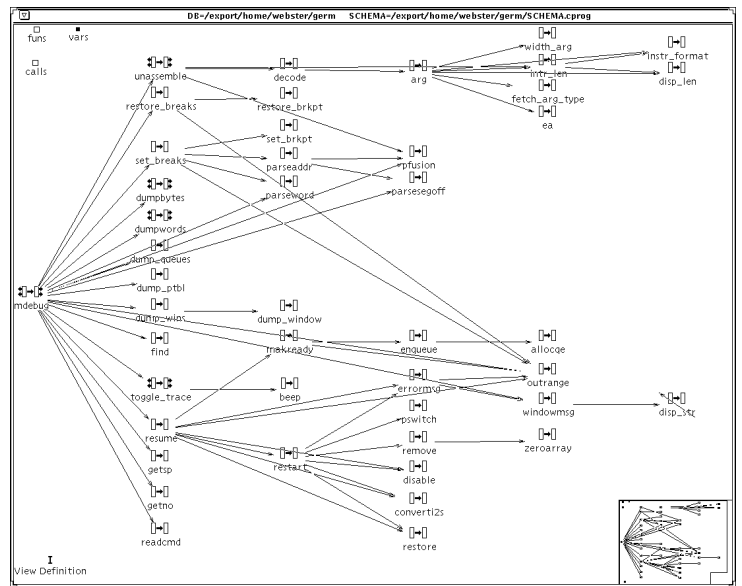 DB=/export/home/webster/germ SCHEMA=/export/home/webster/germ/SCHEMA.cprog
funs vars
calls
width_arg
instr_format
unassemble decode arg intr_len disp_len
restore_breaks restore_brkpt fetch_arg_type
set_brkpt ea
set_breaks parseaddr pfusion
dumpbytes parseword parsesegoff
dumpwords
dump_queues
dump_ptbl
mdebug
dump_wins dump_window
find makready enqueue allocqe
outrange
toggle_trace beep errormsg
windowmsg disp_str
resume pswitch
restart remove zeroarray
getsp disable
getno converti2s
readcmd restore
View Definition